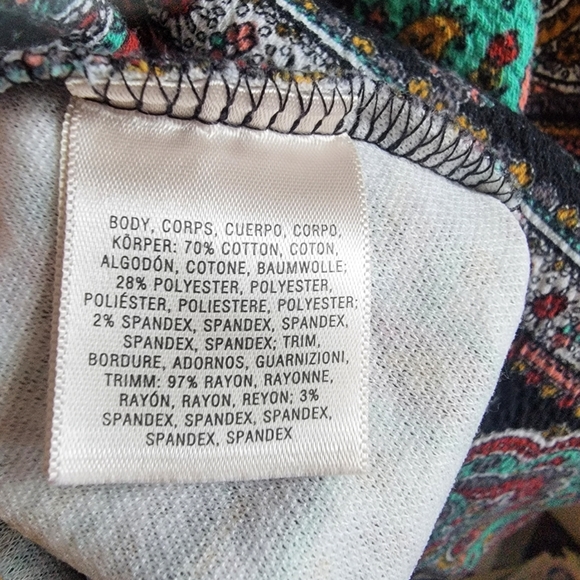 BODY, CORPS, CUERPO, CORPO,
KÖRPER: 70% COTTON, COTON,
ALGODÓN, COTONE, BAUMWOLLE;
28% POLYESTER, POLYESTER,
POLIÉSTER, POLIESTERE, POLYESTER;
2% SPANDEX, SPANDEX, SPANDEX,
SPANDEX, SPANDEX; TRIM,
BORDURE, ADORNOS, GUARNIZIONI,
TRIMM: 97% RAYON, RAYONNE,
RAYÓN, RAYON, REYON; 3%
SPANDEX, SPANDEX, SPANDEX,
SPANDEX, SPANDEX